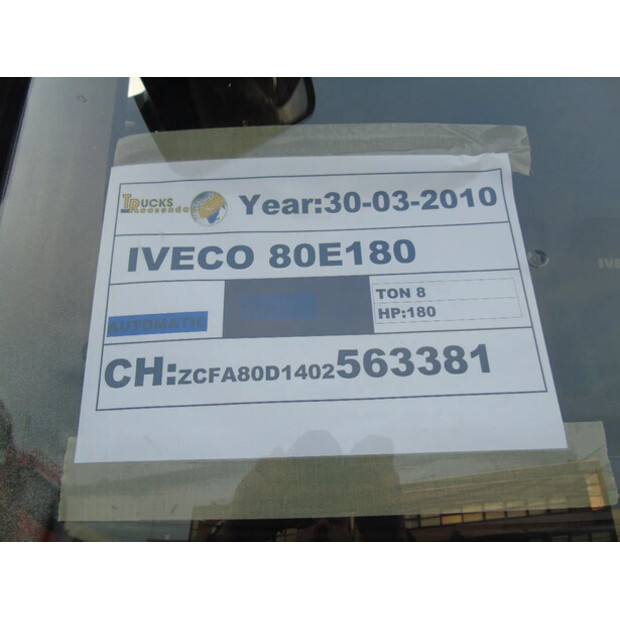 TRUCKS
Year:30-03-2010
IVECO 80E180
TON 8
HP:180
AUTOMATIC
CH:ZCFA80D1402563381